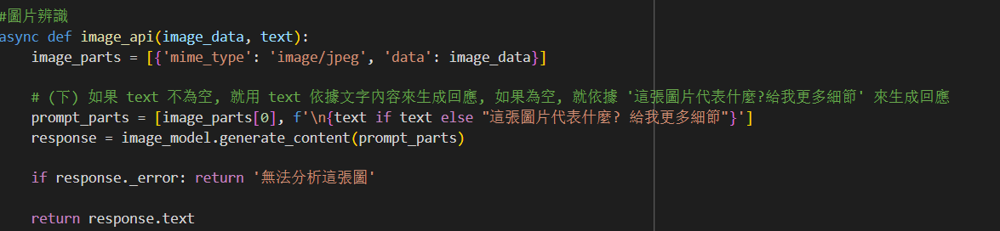 #圖片辨識
async def image_api(image_data, text):
    image_parts = [{'mime_type': 'image/jpeg', 'data': image_data}]
    # (下) 如果 text 不為空, 就用 text 依據文字內容來生成回應, 如果為空, 就依據 '這張圖片代表什麼?給我更多細節' 來生成回應
    prompt_parts = [image_parts[0], f'\n{text if text else "這張圖片代表什麼? 給我更多細節"}']
    response = image_model.generate_content(prompt_parts)
    if response._error: return '無法分析這張圖'
    return response.text